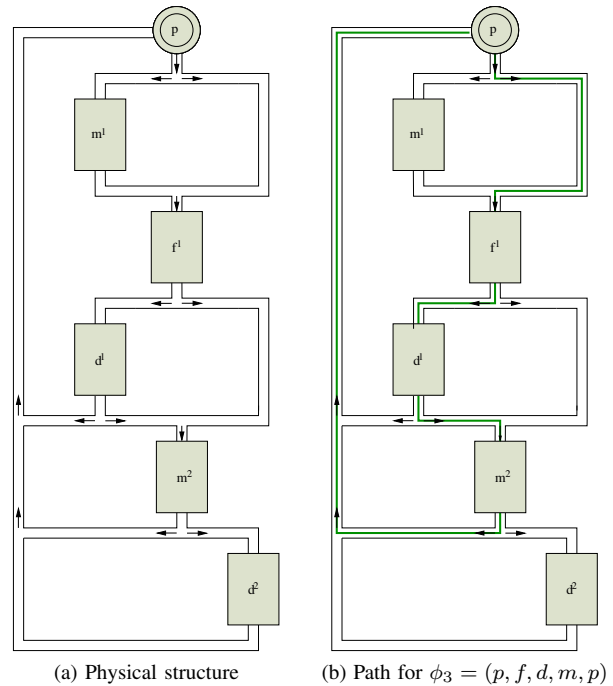 p
m¹
f¹
d¹
m²
d²
(a) Physical structure
p
m¹
f¹
d¹
m²
d²
(b) Path for ϕ₃ = (p, f, d, m, p)